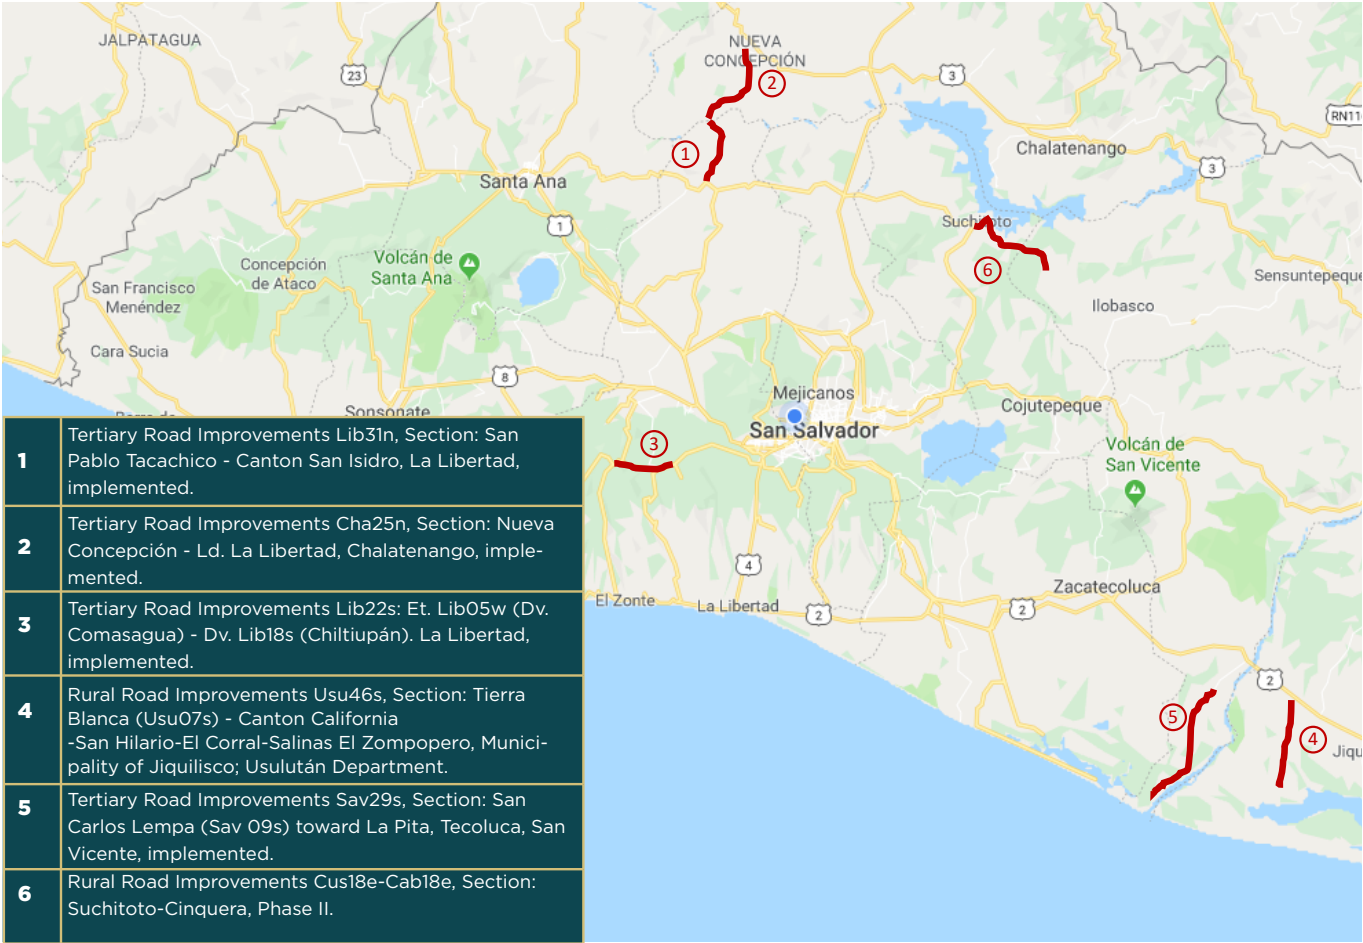 JALPATAGUA
NUEVA
CONCEPCIÓN
23
2
3
RN11
1
Chalatenango
3
Santa Ana
Suchitoto
1
Volcán de
Santa Ana
Concepción
de Ataco
6
Sensuntepeque
San Francisco
Menéndez
Ilobasco
Cara Sucia
8
Mejicanos
Sonsonate
Cojutepeque
San Salvador
3
Volcán de
San Vicente
4
Zacatecoluca
El Zonte
La Libertad
2
2
2
5
4
Jiqu
1
Tertiary Road Improvements Lib31n, Section: San
Pablo Tacachico - Canton San Isidro, La Libertad,
implemented.
2
Tertiary Road Improvements Cha25n, Section: Nueva
Concepción - Ld. La Libertad, Chalatenango, imple-
mented.
3
Tertiary Road Improvements Lib22s: Et. Lib05w (Dv.
Comasagua) - Dv. Lib18s (Chiltiupán). La Libertad,
implemented.
4
Rural Road Improvements Usu46s, Section: Tierra
Blanca (Usu07s) - Canton California
-San Hilario-El Corral-Salinas El Zompopero, Munici-
pality of Jiquilisco; Usulután Department.
5
Tertiary Road Improvements Sav29s, Section: San
Carlos Lempa (Sav 09s) toward La Pita, Tecoluca, San
Vicente, implemented.
6
Rural Road Improvements Cus18e-Cab18e, Section:
Suchitoto-Cinquera, Phase II.